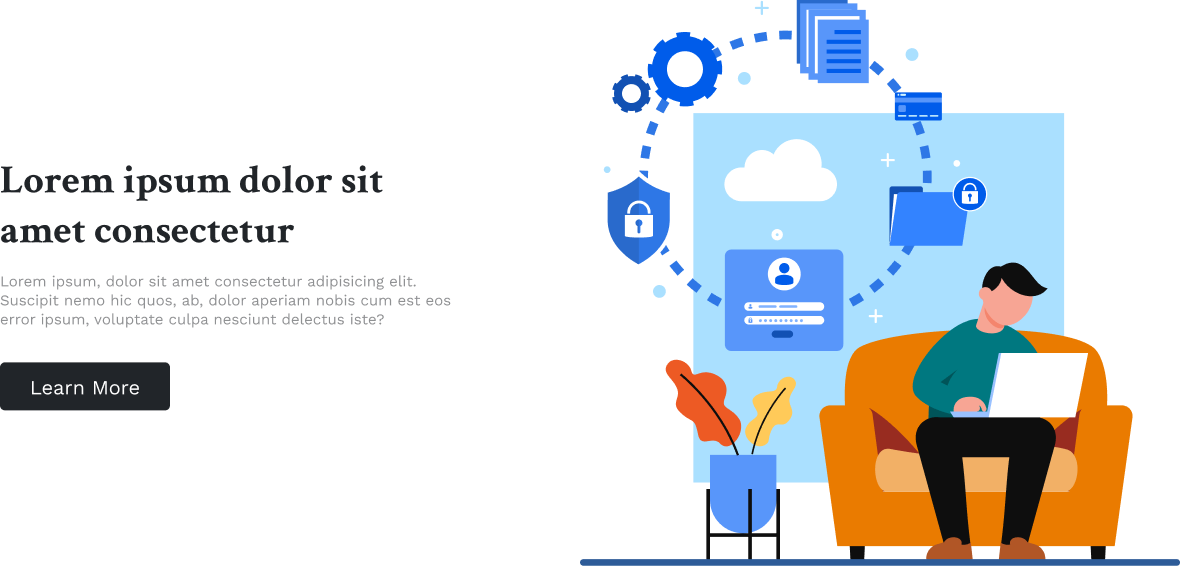 Lorem ipsum dolor sit
amet consectetur
Lorem ipsum, dolor sit amet consectetur adipisicing elit.
Suscipit nemo hic quos, ab, dolor aperiam nobis cum est eos
error ipsum, voluptate culpa nesciunt delectus iste?
Learn More